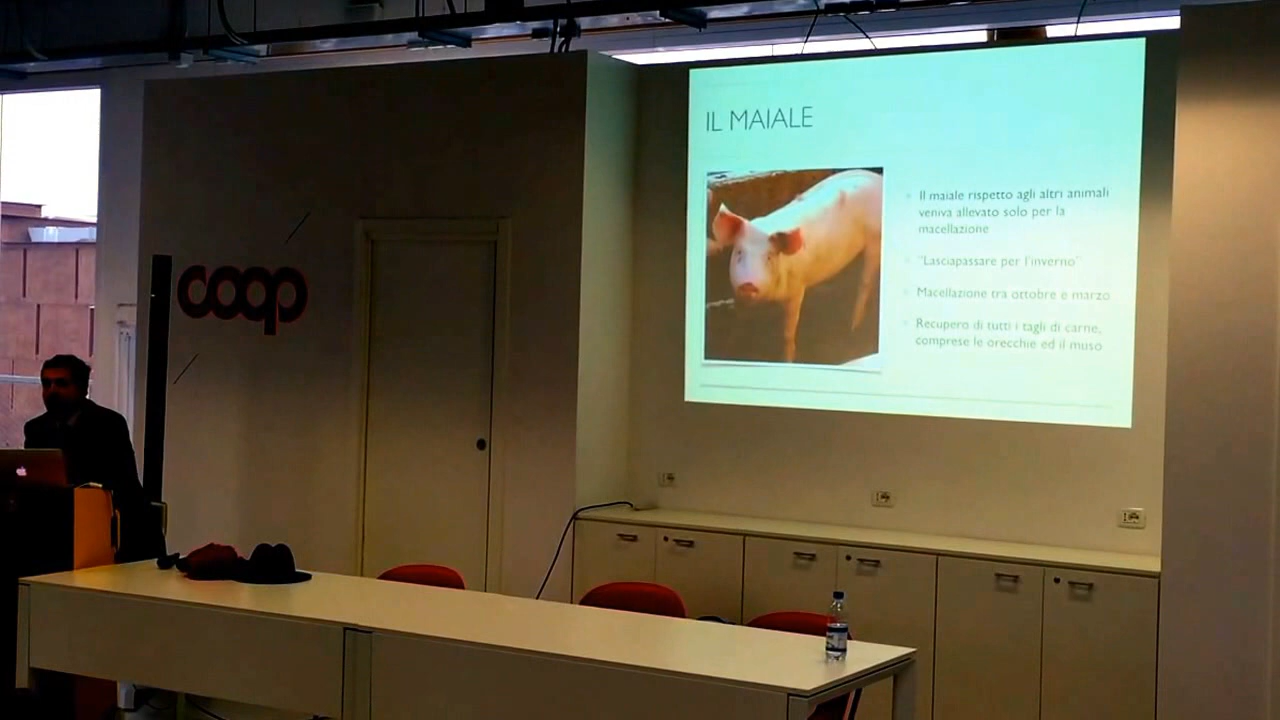 IL MAIALE
Il maiale rispetto agli altri animali
veniva allevato solo per la
macellazione
"Lasciapassare per l'inverno"
Macellazione tra ottobre e marzo
Recupero di tutti i tagli di carne,
comprese le orecchie ed il muso
coop